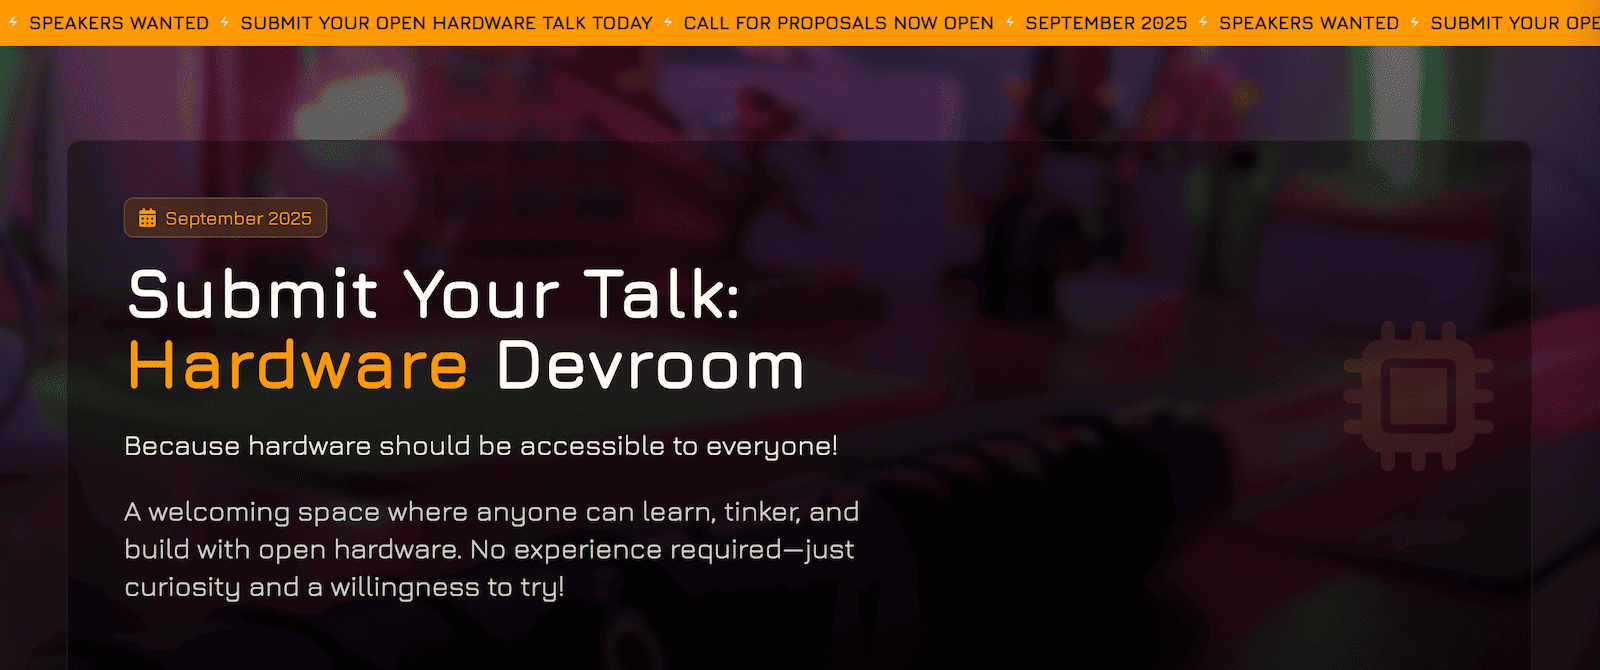 SPEAKERS WANTED SUBMIT YOUR OPEN HARDWARE TALK TODAY CALL FOR PROPOSALS NOW OPEN SEPTEMBER 2025 SPEAKERS WANTED SUBMIT YOUR OPE
September 2025
Submit Your Talk:
Hardware Devroom
Because hardware should be accessible to everyone!
A welcoming space where anyone can learn, tinker, and
build with open hardware. No experience required—just
curiosity and a willingness to try!